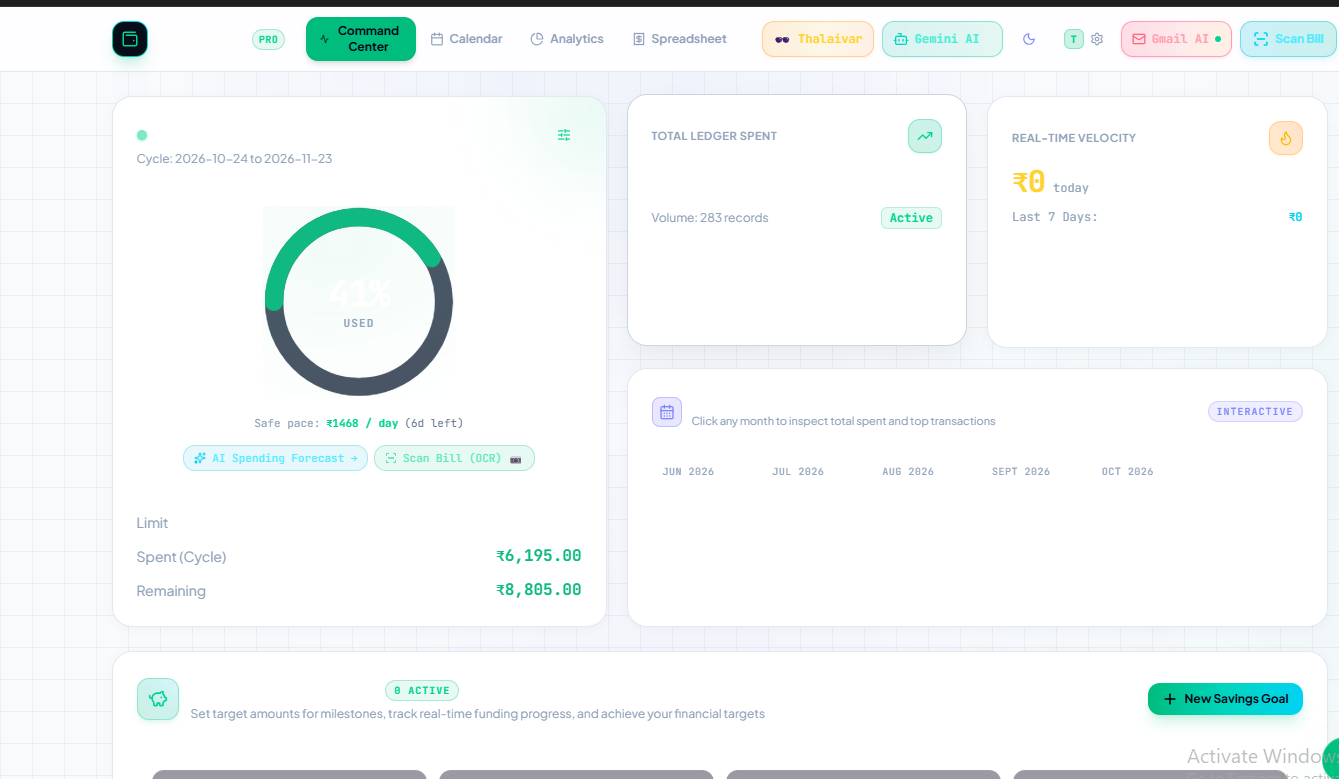 PRO
Command
Center
Calendar
Analytics
Spreadsheet
Thalaivar
Gemini AI
T
Gmail AI
Scan Bill
Cycle: 2026-10-24 to 2026-11-23
41%
USED
Safe pace: ₹1468 / day (6d left)
AI Spending Forecast →
Scan Bill (OCR)
Limit
Spent (Cycle) ₹6,195.00
Remaining ₹8,805.00
TOTAL LEDGER SPENT
Volume: 283 records
Active
REAL-TIME VELOCITY
₹0 today
Last 7 Days: ₹0
Click any month to inspect total spent and top transactions
INTERACTIVE
JUN 2026 JUL 2026 AUG 2026 SEPT 2026 OCT 2026
0 ACTIVE
Set target amounts for milestones, track real-time funding progress, and achieve your financial targets
New Savings Goal